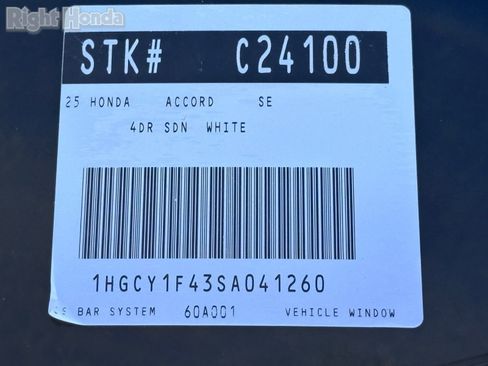 Right Honda
STK# C24100
25 HONDA ACCORD SE
4DR SDN WHITE
1HGCY1F43SA041260
BAR SYSTEM 60A001 VEHICLE WINDOW